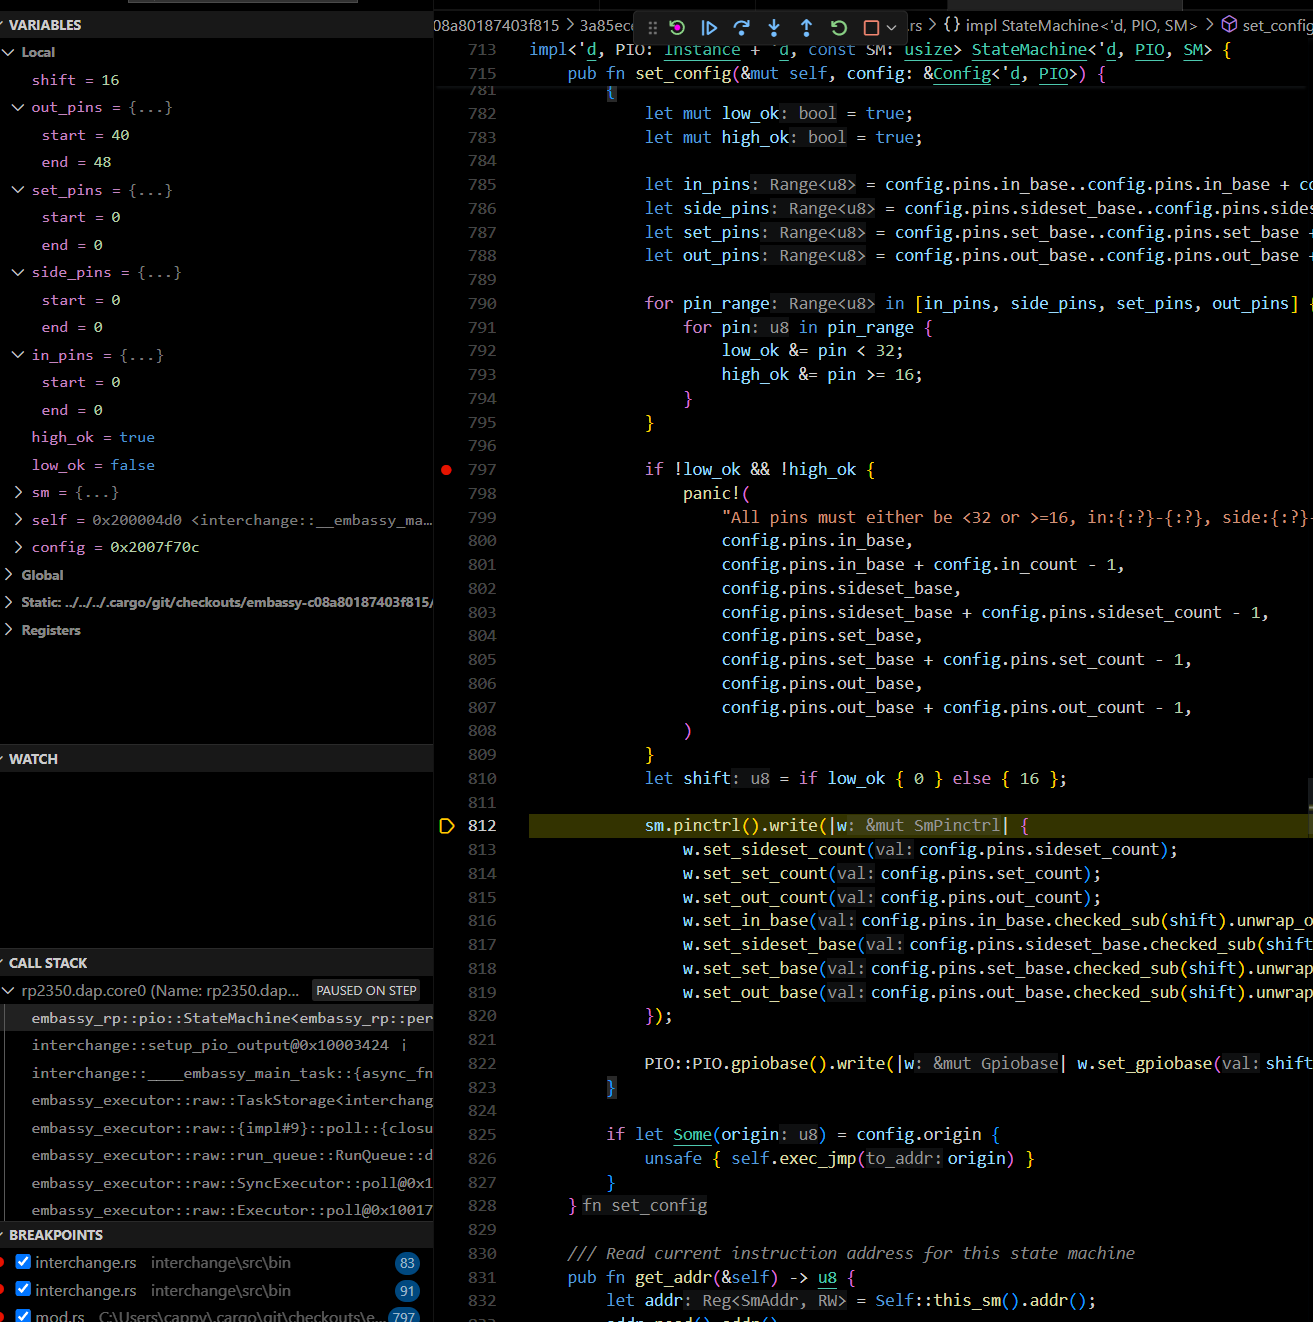 VARIABLES
Local
shift = 16
out_pins = {...}
start = 40
end = 48
set_pins = {...}
start = 0
end = 0
side_pins = {...}
start = 0
end = 0
in_pins = {...}
start = 0
end = 0
high_ok = true
low_ok = false
sm = {...}
self = 0x200004d0 <interchange::__embassy_ma...
config = 0x2007f70c
Global
Static: ../../../.cargo/git/checkouts/embassy-c08a80187403f815/
Registers
WATCH
CALL STACK
rp2350.dap.core0 (Name: rp2350.dap... PAUSED ON STEP
embassy_rp::pio::StateMachine<embassy_rp::per
interchange::setup_pio_output@0x10003424 i
interchange::____embassy_main_task::{async_fn
embassy_executor::raw::TaskStorage<interchang
embassy_executor::raw::{impl#9}::poll::{closu
embassy_executor::raw::run_queue::RunQueue::d
embassy_executor::raw::SyncExecutor::poll@0x1
embassy_executor::raw::Executor::poll@0x10017
BREAKPOINTS
interchange.rs interchange\src\bin 83
interchange.rs interchange\src\bin 91
mod.rs C:\Users\cappy\.cargo\git\checkouts\e... 797
08a80187403f815 > 3a85ece .rs > {} impl StateMachine<'d, PIO, SM> > set_config
713 impl<'d, PIO: Instance + 'd, const SM: usize> StateMachine<'d, PIO, SM> {
715 pub fn set_config(&mut self, config: &Config<'d, PIO>) {
781 {
782 let mut low_ok: bool = true;
783 let mut high_ok: bool = true;
784
785 let in_pins: Range<u8> = config.pins.in_base..config.pins.in_base + co
786 let side_pins: Range<u8> = config.pins.sideset_base..config.pins.sides
787 let set_pins: Range<u8> = config.pins.set_base..config.pins.set_base +
788 let out_pins: Range<u8> = config.pins.out_base..config.pins.out_base +
789
790 for pin_range: Range<u8> in [in_pins, side_pins, set_pins, out_pins] {
791 for pin: u8 in pin_range {
792 low_ok &= pin < 32;
793 high_ok &= pin >= 16;
794 }
795 }
796
797 if !low_ok && !high_ok {
798 panic!(
799 "All pins must either be <32 or >=16, in:{:?}-{:?}, side:{:?}-
800 config.pins.in_base,
801 config.pins.in_base + config.in_count - 1,
802 config.pins.sideset_base,
803 config.pins.sideset_base + config.pins.sideset_count - 1,
804 config.pins.set_base,
805 config.pins.set_base + config.pins.set_count - 1,
806 config.pins.out_base,
807 config.pins.out_base + config.pins.out_count - 1,
808 )
809 }
810 let shift: u8 = if low_ok { 0 } else { 16 };
811
812 sm.pinctrl().write(|w: &mut SmPinctrl| {
813 w.set_sideset_count(val: config.pins.sideset_count);
814 w.set_set_count(val: config.pins.set_count);
815 w.set_out_count(val: config.pins.out_count);
816 w.set_in_base(val: config.pins.in_base.checked_sub(shift).unwrap_o
817 w.set_sideset_base(val: config.pins.sideset_base.checked_sub(shift
818 w.set_set_base(val: config.pins.set_base.checked_sub(shift).unwrap
819 w.set_out_base(val: config.pins.out_base.checked_sub(shift).unwrap
820 });
821
822 PIO::PIO.gpiobase().write(|w: &mut Gpiobase| w.set_gpiobase(val: shift
823 }
824
825 if let Some(origin: u8) = config.origin {
826 unsafe { self.exec_jmp(to_addr: origin) }
827 }
828 } fn set_config
829
830 /// Read current instruction address for this state machine
831 pub fn get_addr(&self) -> u8 {
832 let addr: Reg<SmAddr, RW> = Self::this_sm().addr();